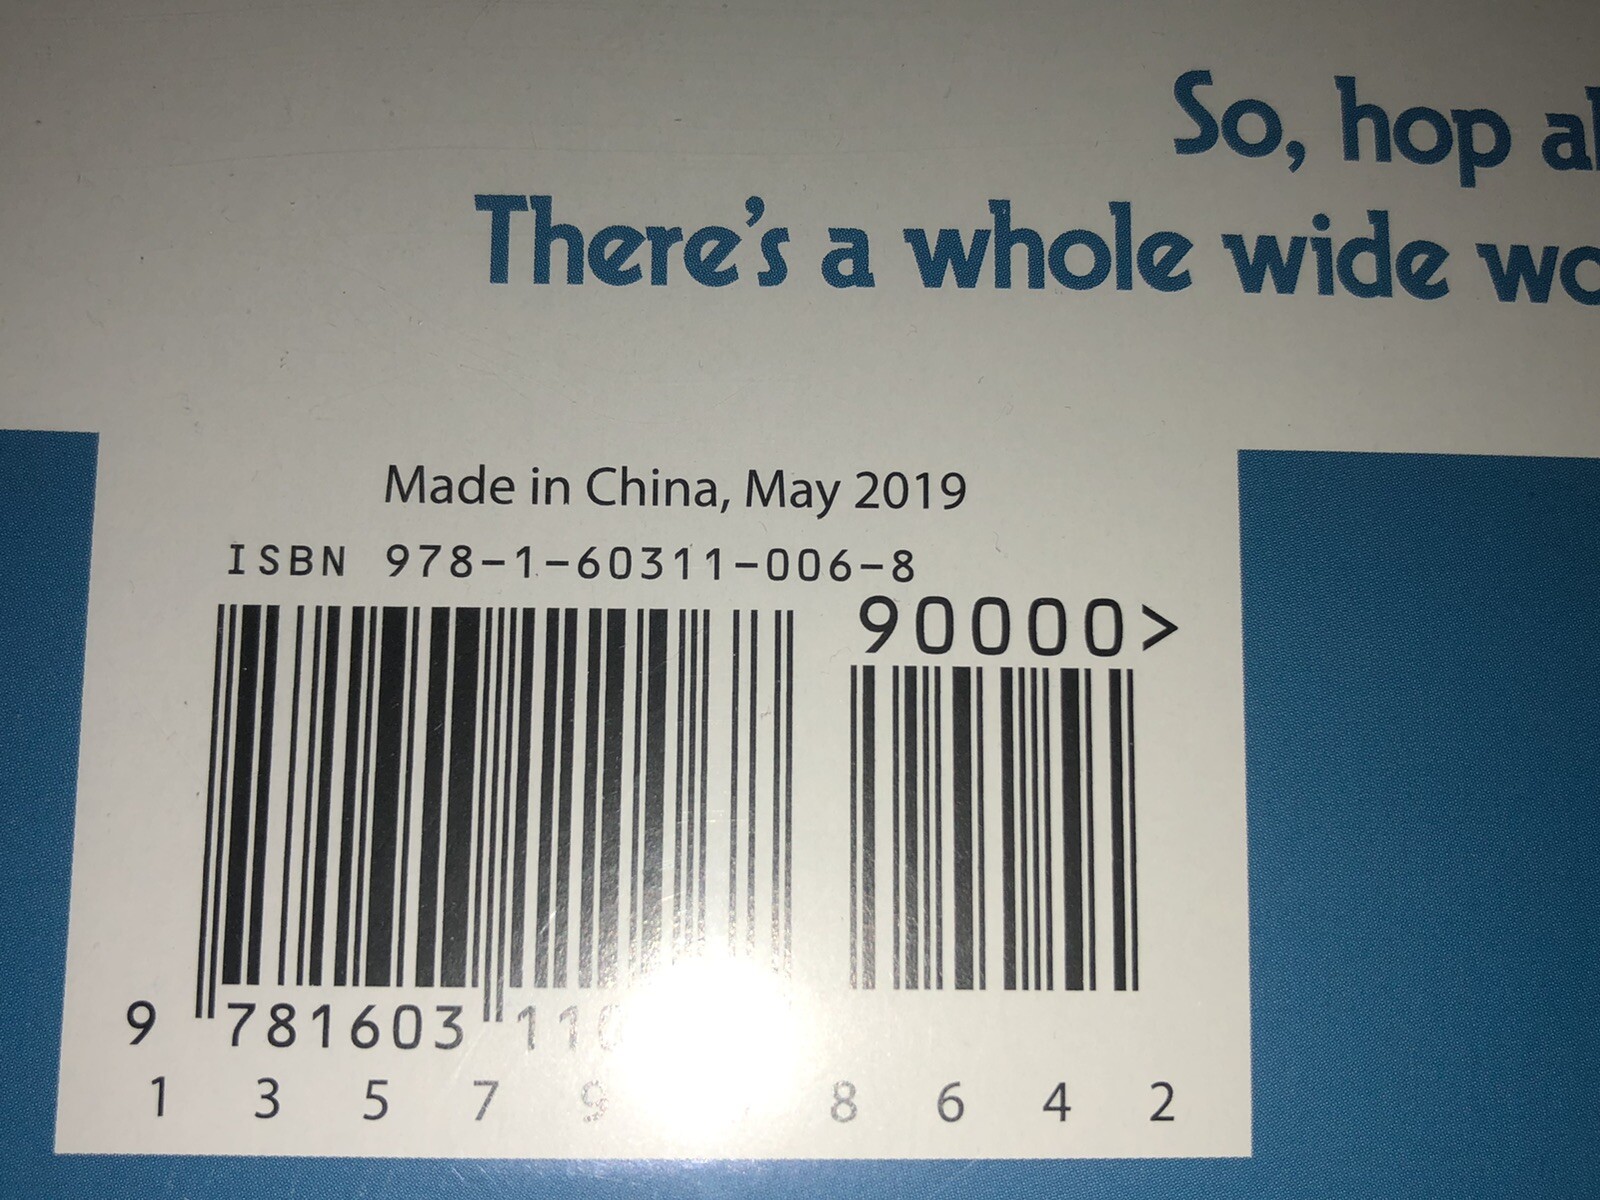 So, hop
There's a whole wide
Made in China, May 2019
ISBN 978-1-60311-006-8
90000>
9 781603 110
1 3 5 7 9 8 6 4 2